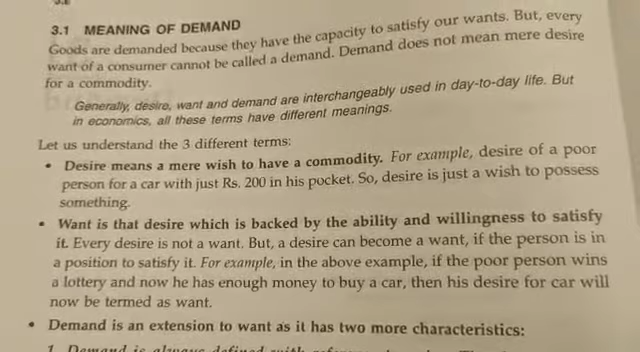 3.1 MEANING OF DEMAND
Goods are demanded because they have the capacity to satisfy our wants. But, every
want of a consumer cannot be called a demand. Demand does not mean mere desire
for a commodity.
Generally, desire, want and demand are interchangeably used in day-to-day life. But
in economics, all these terms have different meanings.
Let us understand the 3 different terms:
• Desire means a mere wish to have a commodity. For example, desire of a poor
person for a car with just Rs. 200 in his pocket. So, desire is just a wish to possess
something.
• Want is that desire which is backed by the ability and willingness to satisfy
it. Every desire is not a want. But, a desire can become a want, if the person is in
a position to satisfy it. For example, in the above example, if the poor person wins
a lottery and now he has enough money to buy a car, then his desire for car will
now be termed as want.
• Demand is an extension to want as it has two more characteristics:
1. Demand is always defined with